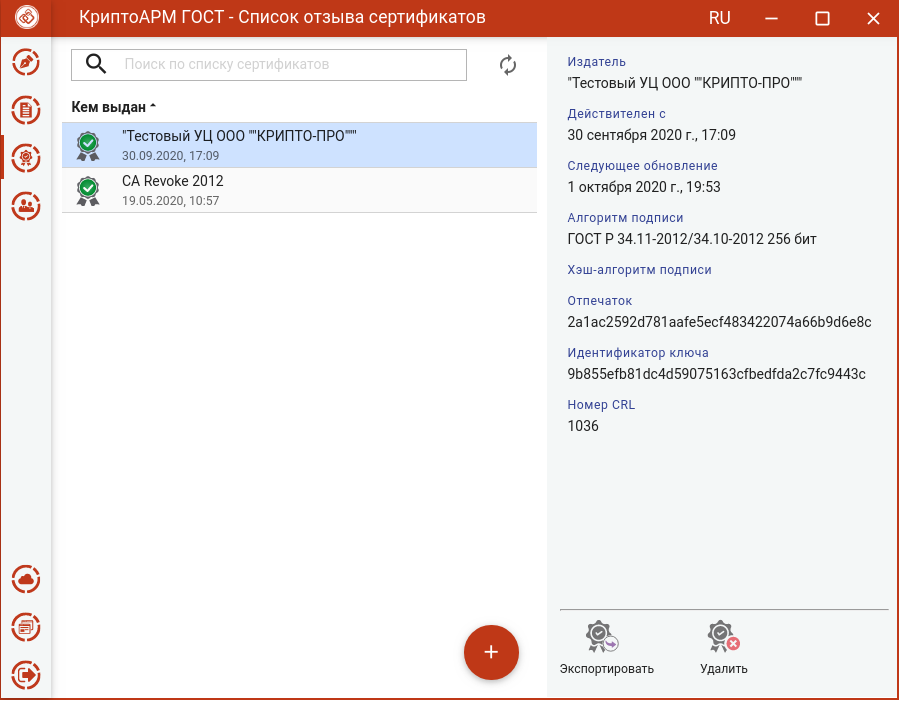 КриптоАРМ ГОСТ - Список отзыва сертификатов
RU
Поиск по списку сертификатов
Кем выдан
"Тестовый УЦ ООО ""КРИПТО-ПРО"""
30.09.2020, 17:09
CA Revoke 2012
19.05.2020, 10:57
Издатель
"Тестовый УЦ ООО ""КРИПТО-ПРО"""
Действителен с
30 сентября 2020 г., 17:09
Следующее обновление
1 октября 2020 г., 19:53
Алгоритм подписи
ГОСТ Р 34.11-2012/34.10-2012 256 бит
Хэш-алгоритм подписи
Отпечаток
2a1ac2592d781aafe5ecf483422074a66b9d6e8c
Идентификатор ключа
9b855efb81dc4d59075163cfbedfda2c7fc9443c
Номер CRL
1036
Экспортировать
Удалить